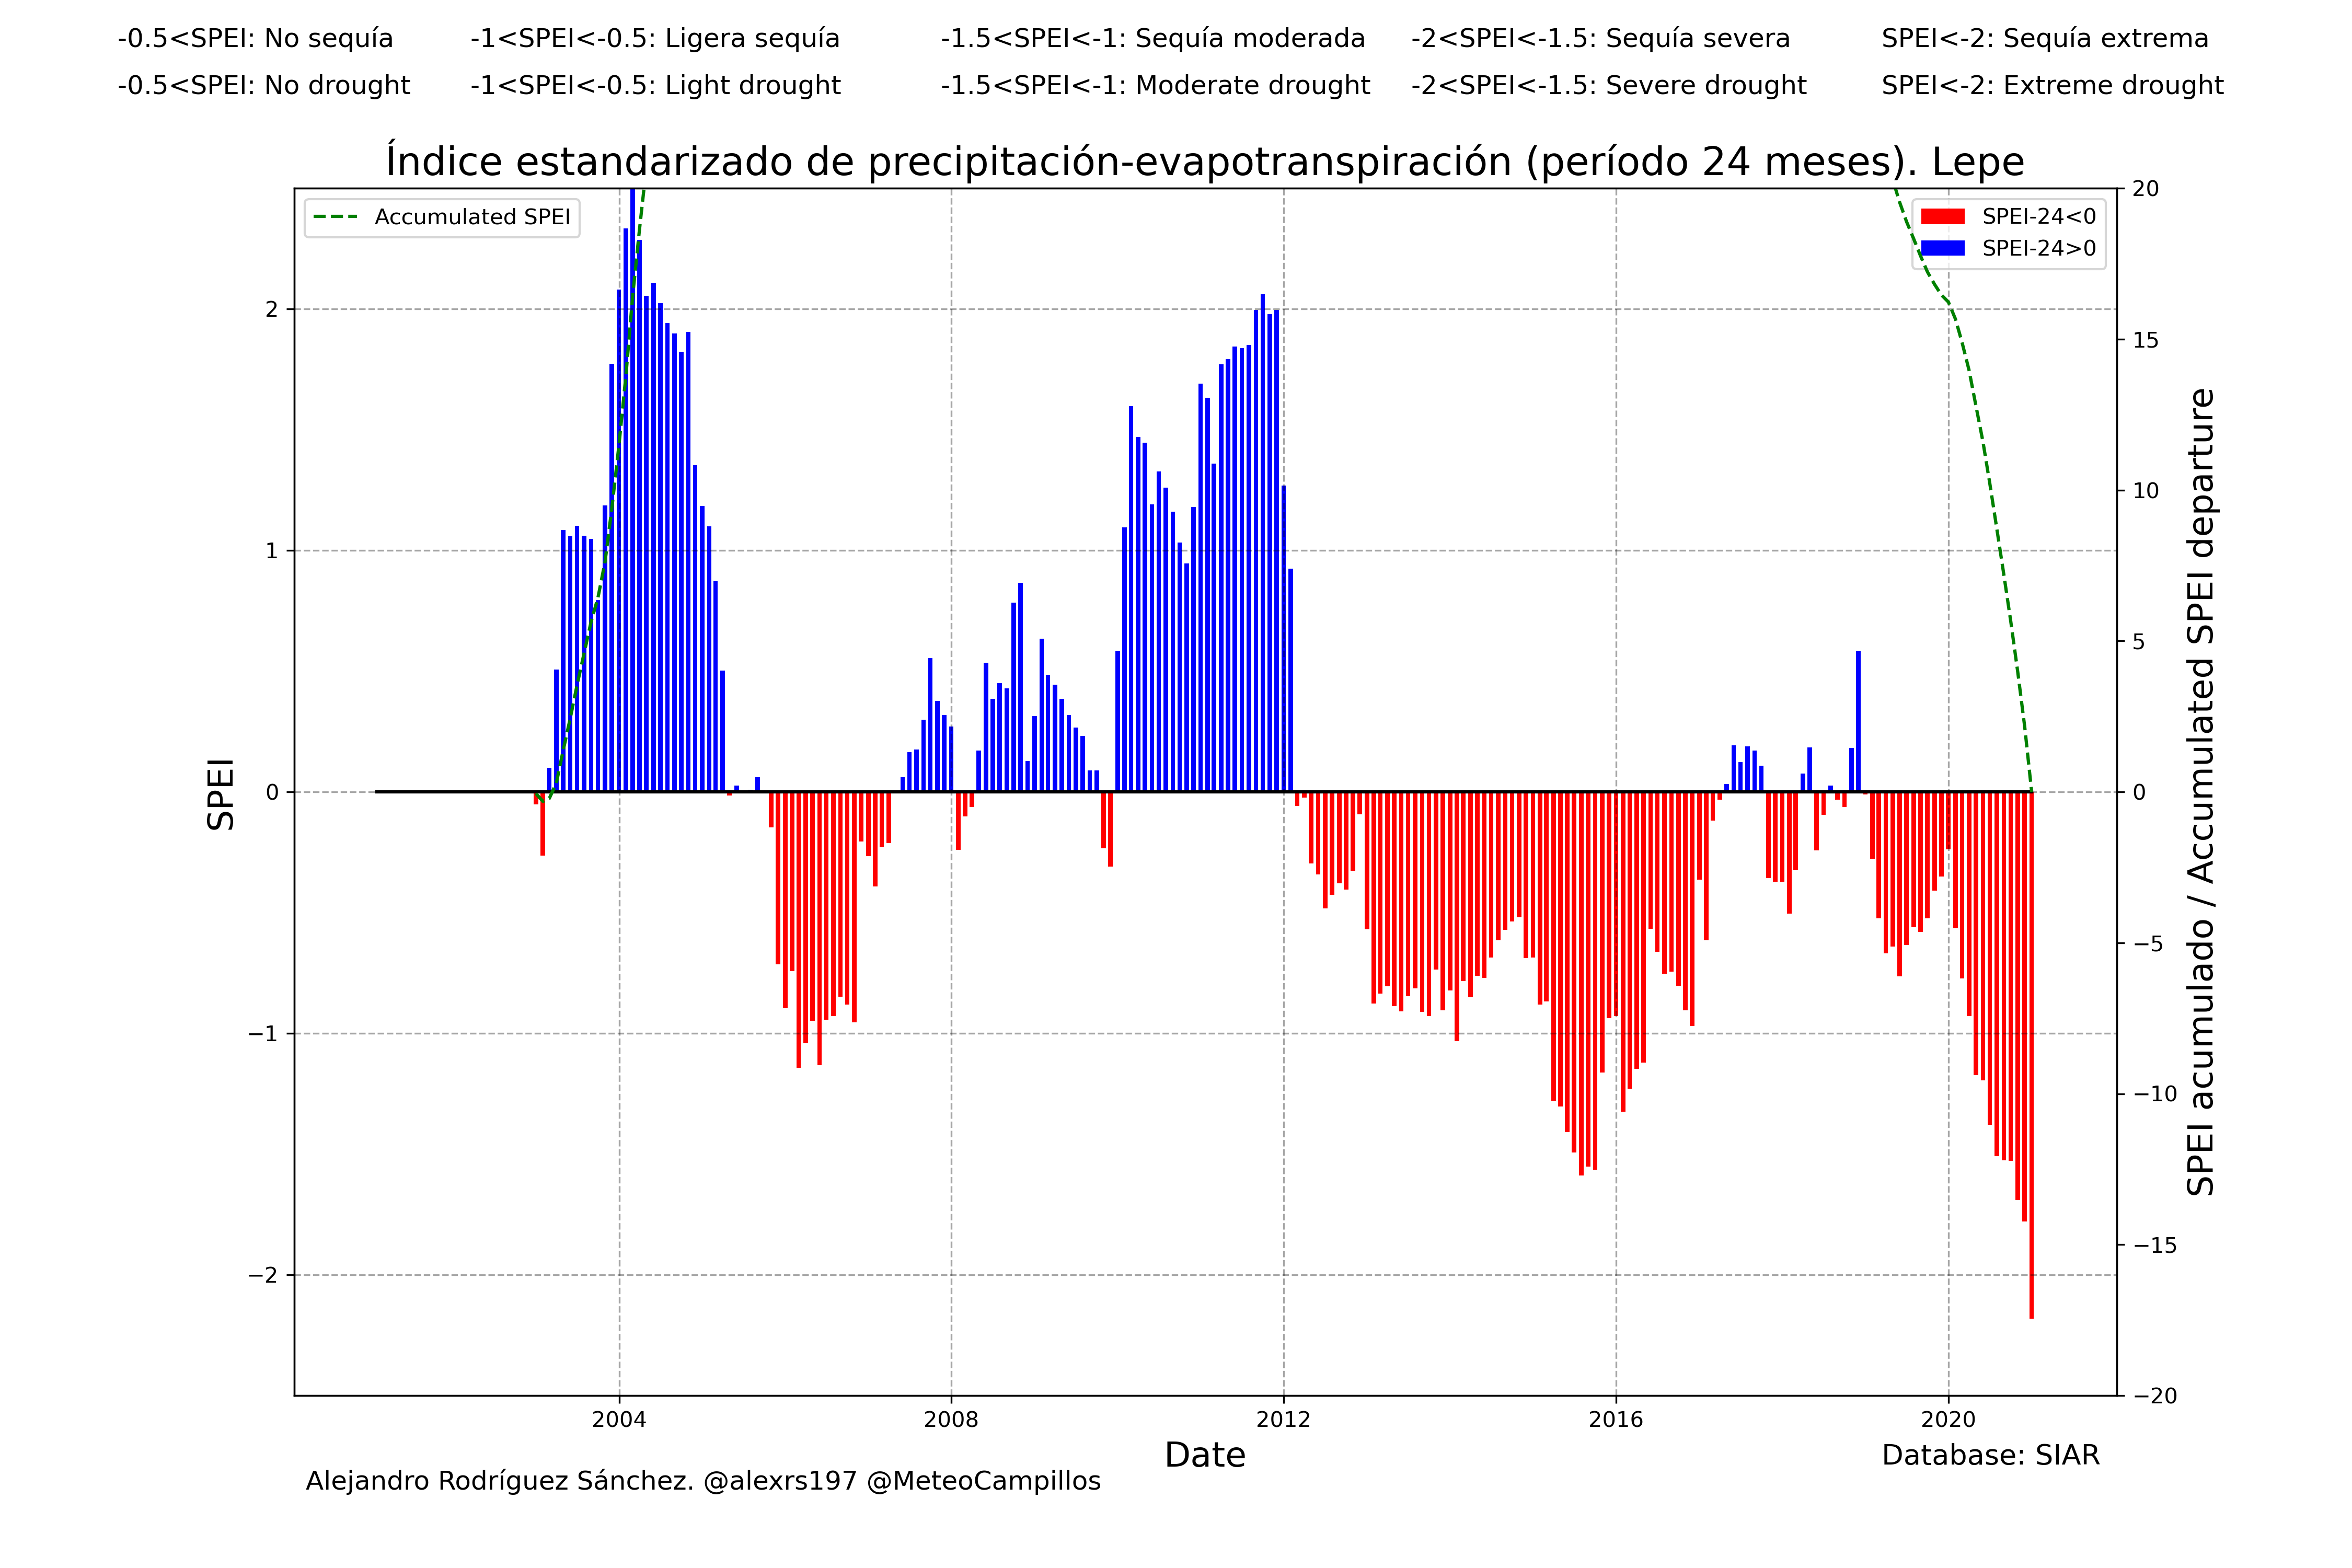 -0.5<SPEI: No sequía -1<SPEI<-0.5: Ligera sequía -1.5<SPEI<-1: Sequía moderada -2<SPEI<-1.5: Sequía severa SPEI<-2: Sequía extrema
-0.5<SPEI: No drought -1<SPEI<-0.5: Light drought -1.5<SPEI<-1: Moderate drought -2<SPEI<-1.5: Severe drought SPEI<-2: Extreme drought
Índice estandarizado de precipitación-evapotranspiración (período 24 meses). Lepe
Accumulated SPEI
SPEI-24<0
SPEI-24>0
SPEI
2
1
0
−1
−2
20
15
10
5
0
−5
−10
−15
−20
SPEI acumulado / Accumulated SPEI departure
2004 2008 2012 2016 2020
Date
Database: SIAR
Alejandro Rodríguez Sánchez. @alexrs197 @MeteoCampillos